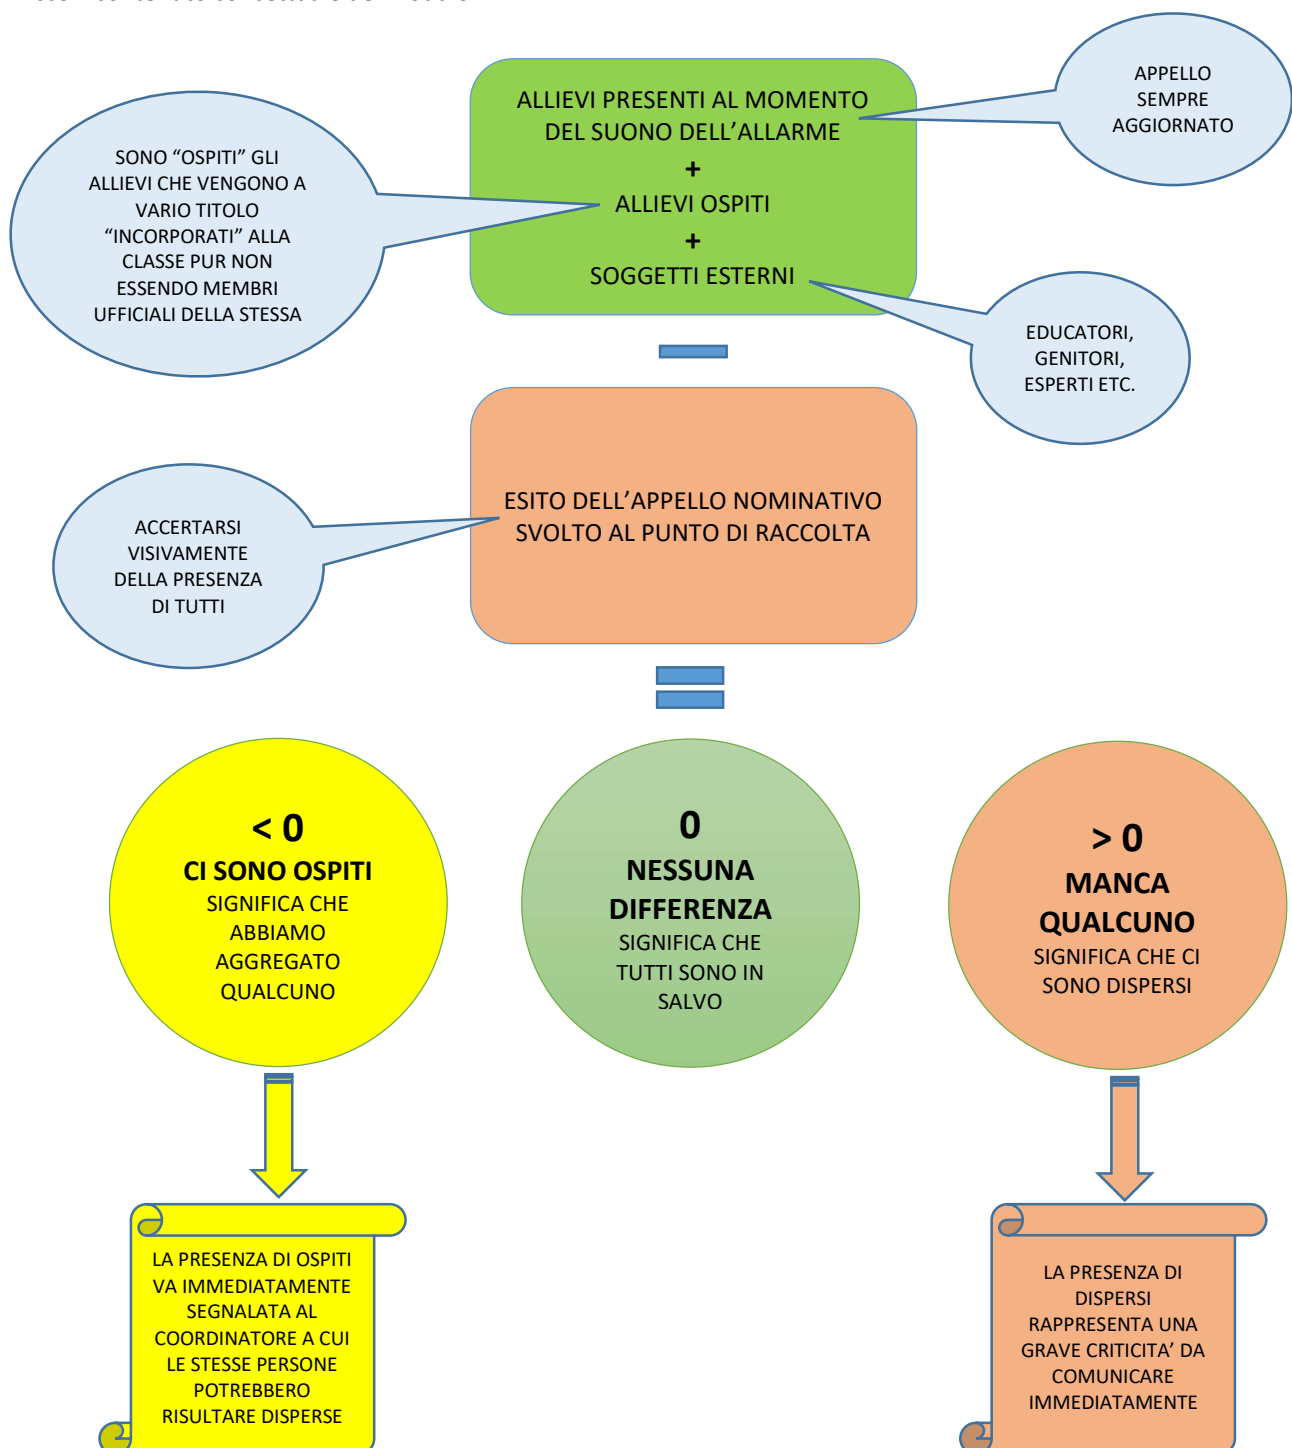 ALLIEVI PRESENTI AL MOMENTO
DEL SUONO DELL’ALLARME
+
ALLIEVI OSPITI
+
SOGGETTI ESTERNI
APPELLO
SEMPRE
AGGIORNATO
SONO “OSPITI” GLI
ALLIEVI CHE VENGONO A
VARIO TITOLO
“INCORPORATI” ALLA
CLASSE PUR NON
ESSENDO MEMBRI
UFFICIALI DELLA STESSA
EDUCATORI,
GENITORI,
ESPERTI ETC.
ESITO DELL’APPELLO NOMINATIVO
SVOLTO AL PUNTO DI RACCOLTA
ACCERTARSI
VISIVAMENTE
DELLA PRESENZA
DI TUTTI
< 0
CI SONO OSPITI
SIGNIFICA CHE
ABBIAMO
AGGREGATO
QUALCUNO
0
NESSUNA
DIFFERENZA
SIGNIFICA CHE
TUTTI SONO IN
SALVO
> 0
MANCA
QUALCUNO
SIGNIFICA CHE CI
SONO DISPERSI
LA PRESENZA DI OSPITI
VA IMMEDIATAMENTE
SEGNALATA AL
COORDINATORE A CUI
LE STESSE PERSONE
POTREBBERO
RISULTARE DISPERSE
LA PRESENZA DI
DISPERSI
RAPPRESENTA UNA
GRAVE CRITICITA’ DA
COMUNICARE
IMMEDIATAMENTE